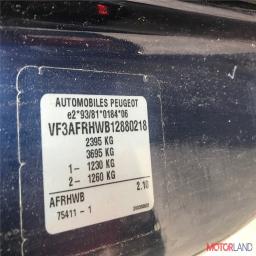 AUTOMOBILES PEUGEOT
e2*93/81*0184*06
VF3AFRHWB12880218
2395 KG
3695 KG
1- 1230 KG
2- 1260 KG
AFRHWB 2.10
75411 - 1
MOTORLAND